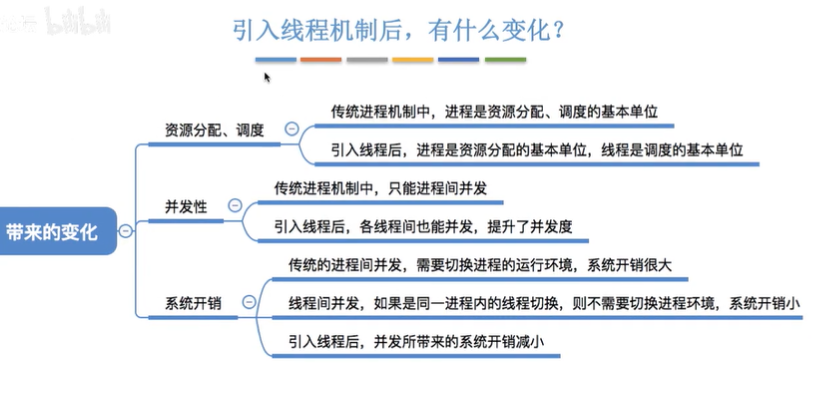 引入线程机制后，有什么变化？
资源分配、调度
传统进程机制中，进程是资源分配、调度的基本单位
引入线程后，进程是资源分配的基本单位，线程是调度的基本单位
并发性
传统进程机制中，只能进程间并发
引入线程后，各线程间也能并发，提升了并发度
带来的变化
系统开销
传统的进程间并发，需要切换进程的运行环境，系统开销很大
线程间并发，如果是同一进程内的线程切换，则不需要切换进程环境，系统开销小
引入线程后，并发所带来的系统开销减小